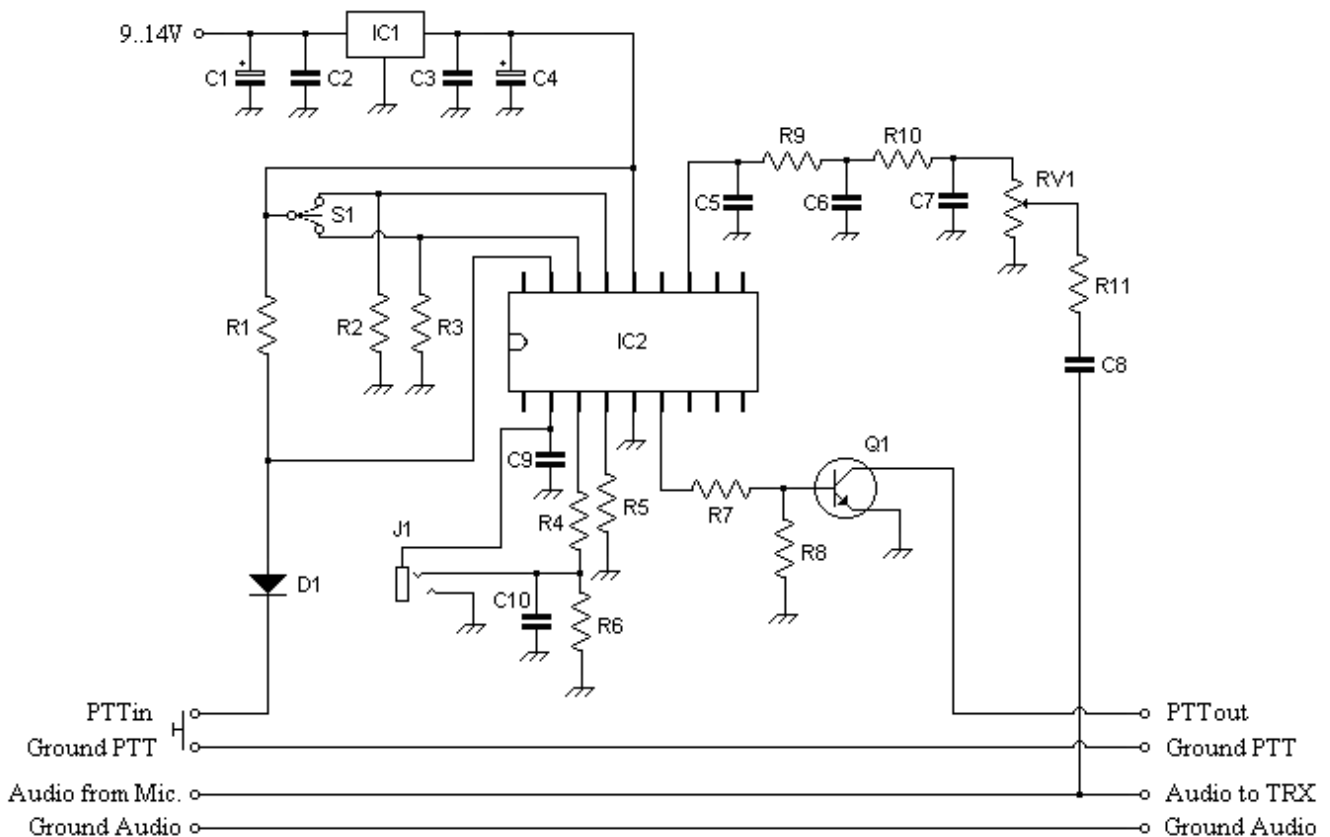 9..14V
IC1
+
+
C1
C2
C3
C4
R9
R10
RV1
C5
C6
C7
S1
R11
R1
R2
R3
IC2
C8
Q1
C9
R5
R4
R7
R8
J1
D1
C10
R6
PTTin
PTTout
Ground PTT
Ground PTT
Audio from Mic.
Audio to TRX
Ground Audio
Ground Audio